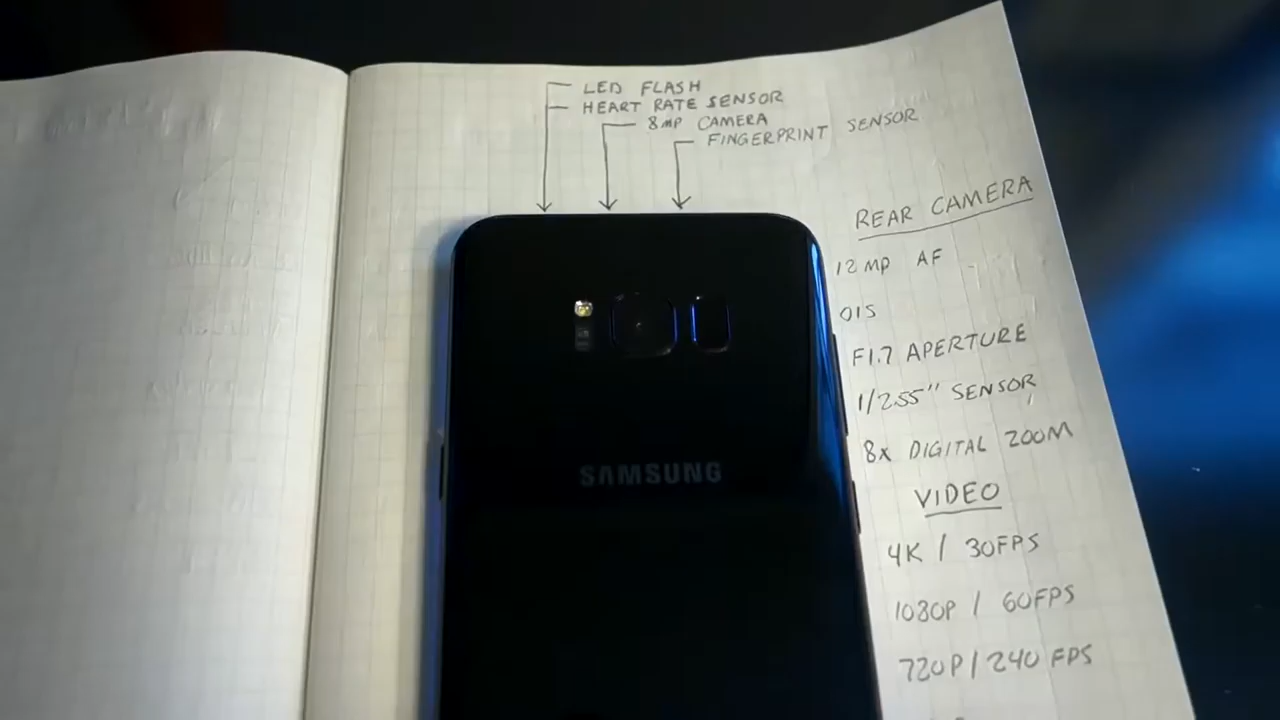 LED FLASH
HEART RATE SENSOR
8MP CAMERA
FINGERPRINT SENSOR
REAR CAMERA
12MP AF
OIS
F1.7 APERTURE
1/2.55" SENSOR
8x DIGITAL ZOOM
VIDEO
4K / 30FPS
1080P / 60FPS
720P / 240 FPS
SAMSUNG